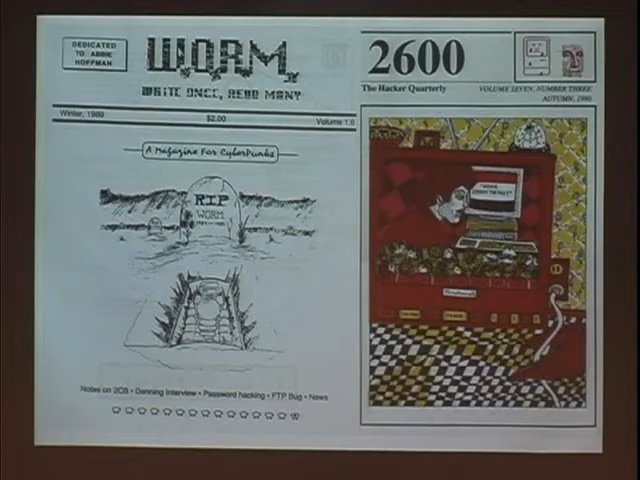 DEDICATED
TO ABBIE
HOFFMAN
W.O.R.M.
WRITE ONCE, READ MANY
Winter, 1989
$2.00
Volume 1.5
A Magazine For CyberPunks
RIP
WORM
Notes on 2CB • Denning Interview • Password hacking • FTP Bug • News
2600
The Hacker Quarterly
VOLUME SEVEN, NUMBER THREE
AUTUMN, 1990